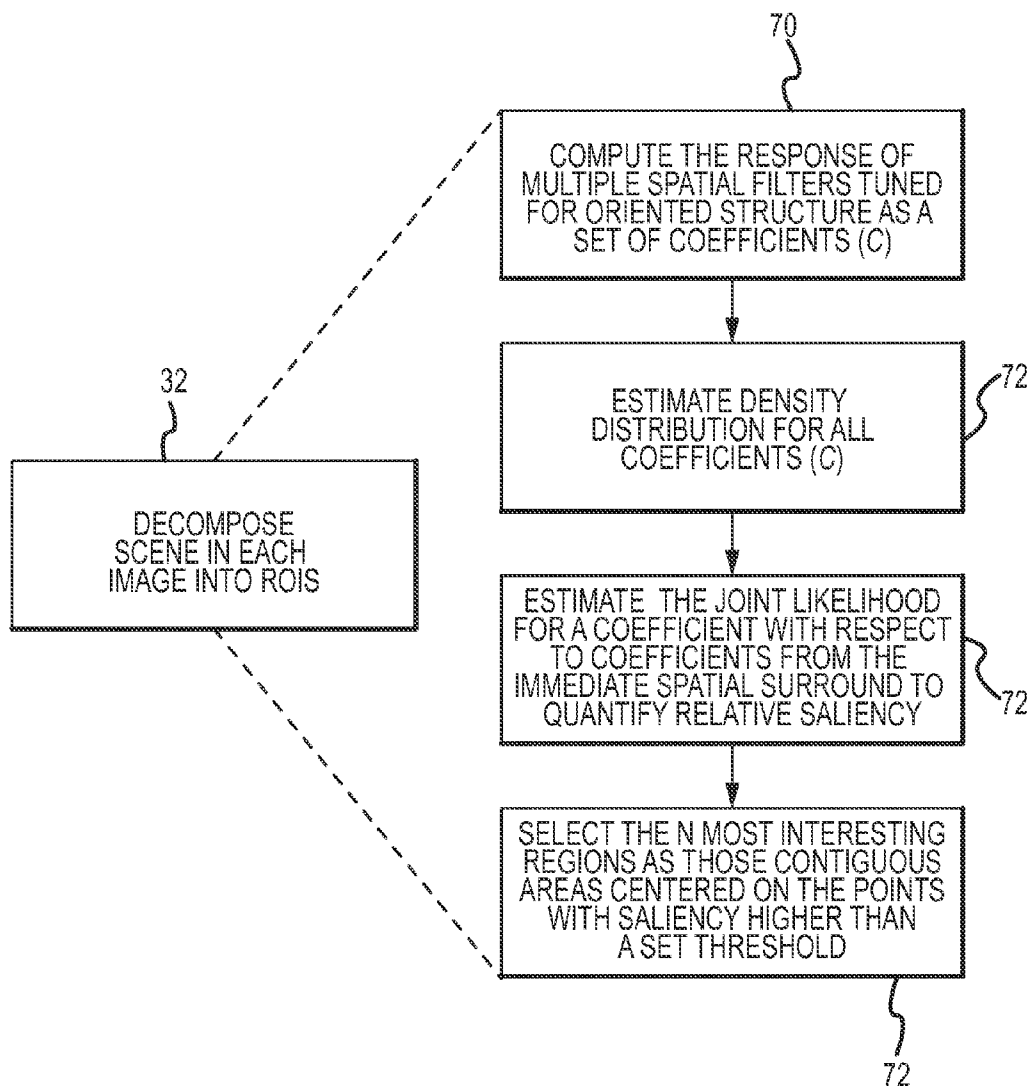 70
COMPUTE THE RESPONSE OF
MULTIPLE SPATIAL FILTERS TUNED
FOR ORIENTED STRUCTURE AS A
SET OF COEFFICIENTS (C)
72
ESTIMATE DENSITY
DISTRIBUTION FOR ALL
COEFFICIENTS (C)
32
DECOMPOSE
SCENE IN EACH
IMAGE INTO ROIS
ESTIMATE THE JOINT LIKELIHOOD
FOR A COEFFICIENT WITH RESPECT
TO COEFFICIENTS FROM THE
IMMEDIATE SPATIAL SURROUND TO
QUANTIFY RELATIVE SALIENCY
72
SELECT THE N MOST INTERESTING
REGIONS AS THOSE CONTIGUOUS
AREAS CENTERED ON THE POINTS
WITH SALIENCY HIGHER THAN
A SET THRESHOLD
72